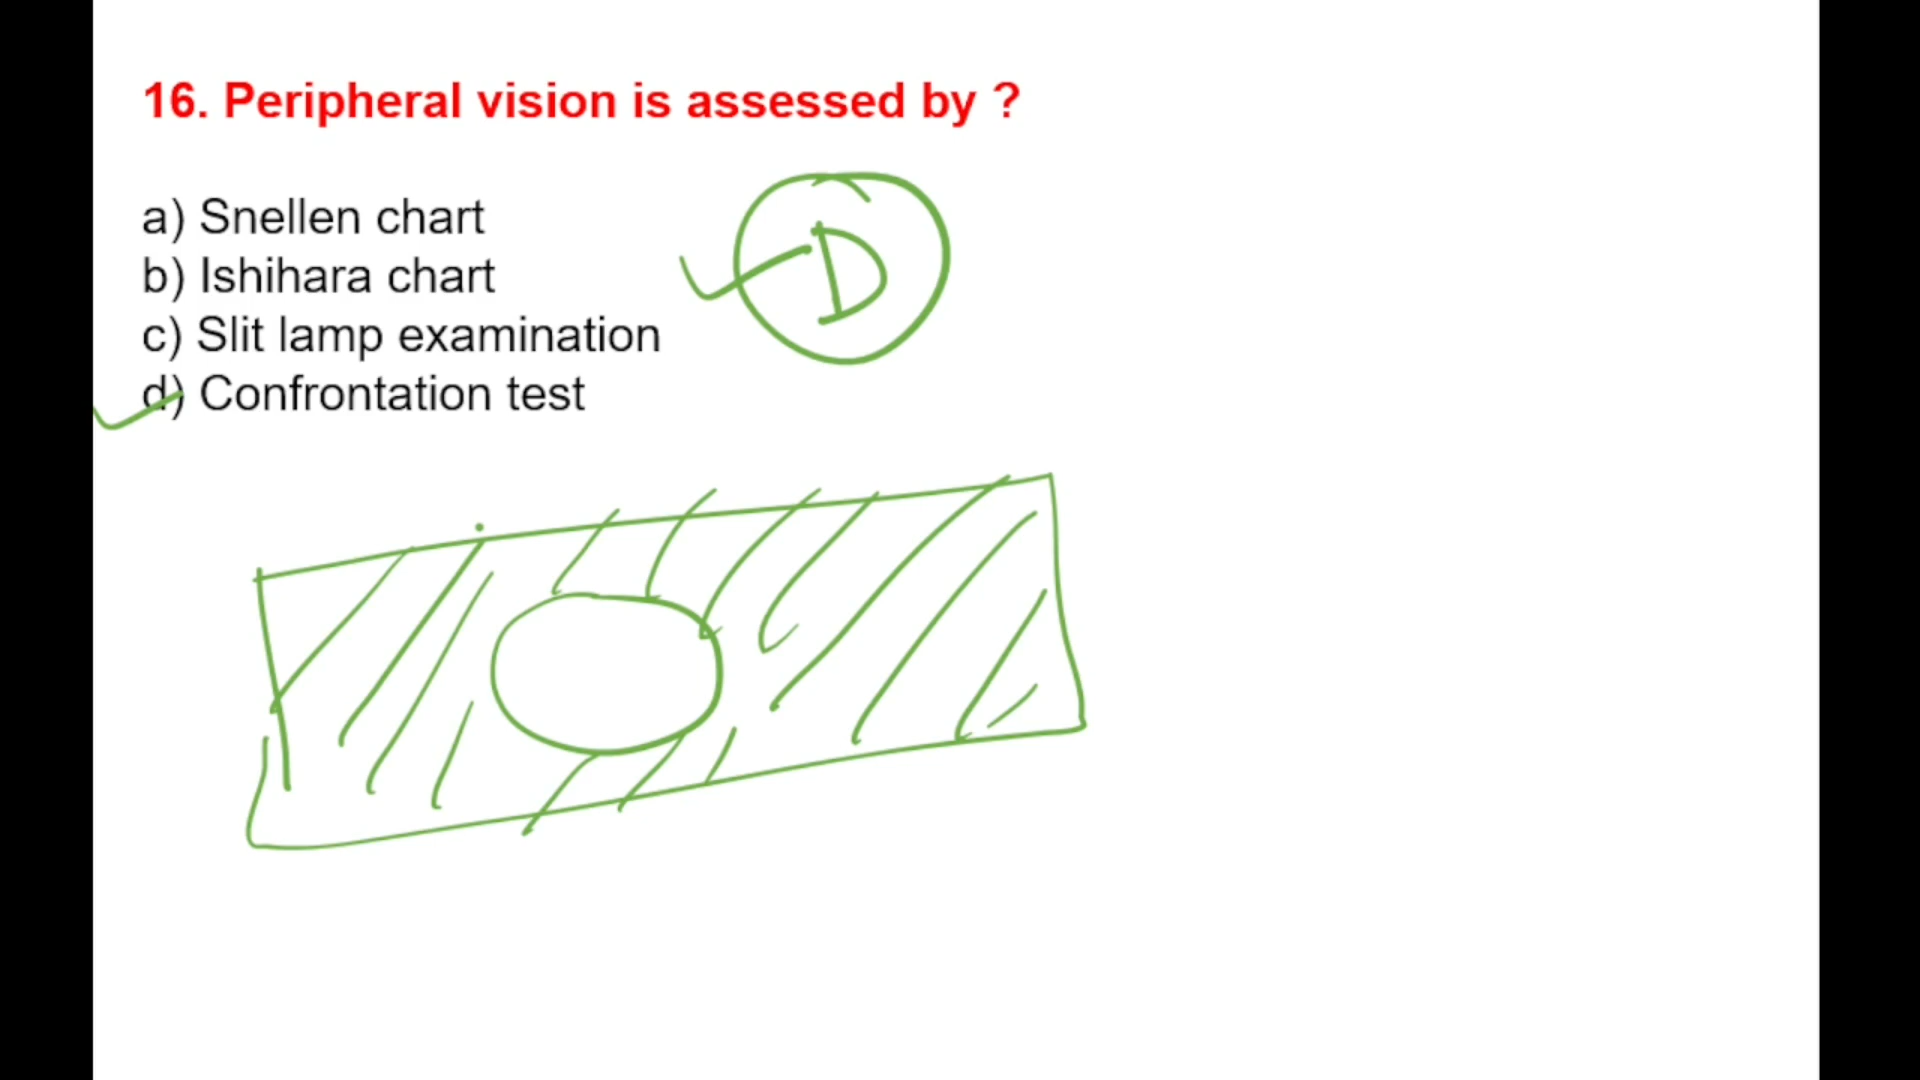 16. Peripheral vision is assessed by ?
a) Snellen chart
b) Ishihara chart
c) Slit lamp examination
d) Confrontation test
D